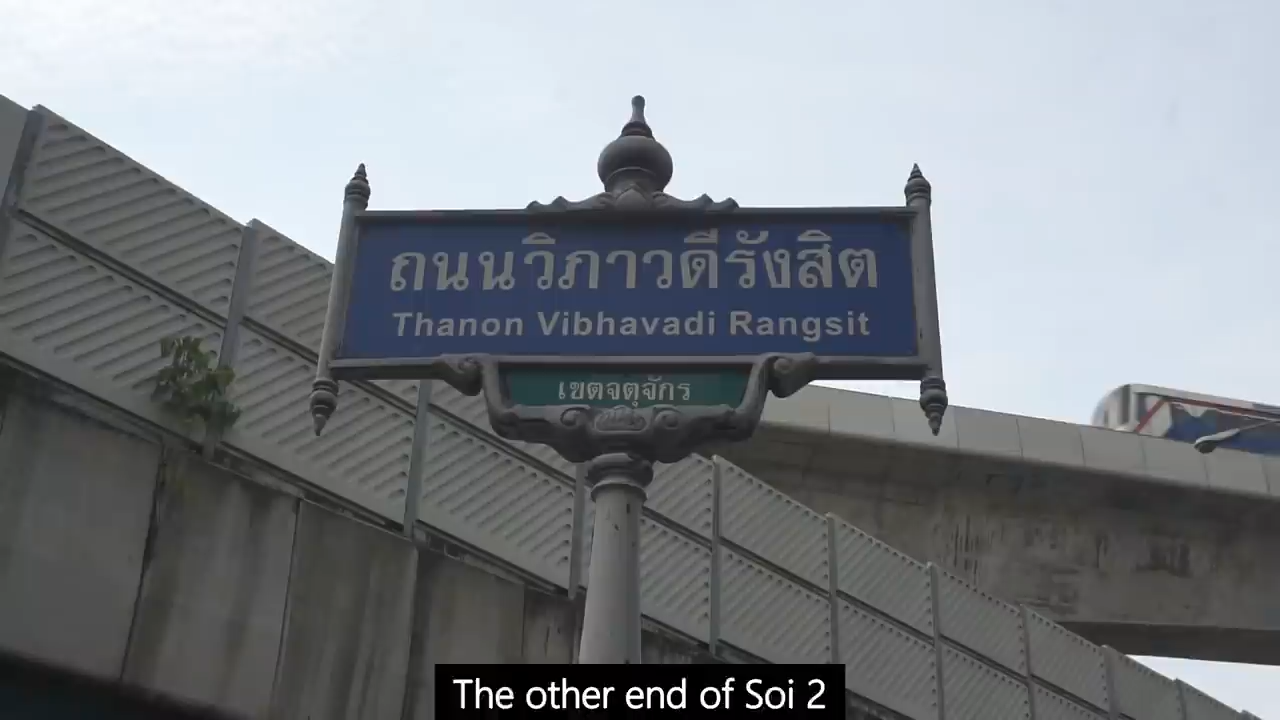 ถนนวิภาวดีรังสิต
Thanon Vibhavadi Rangsit
เขตจตุจักร
The other end of Soi 2